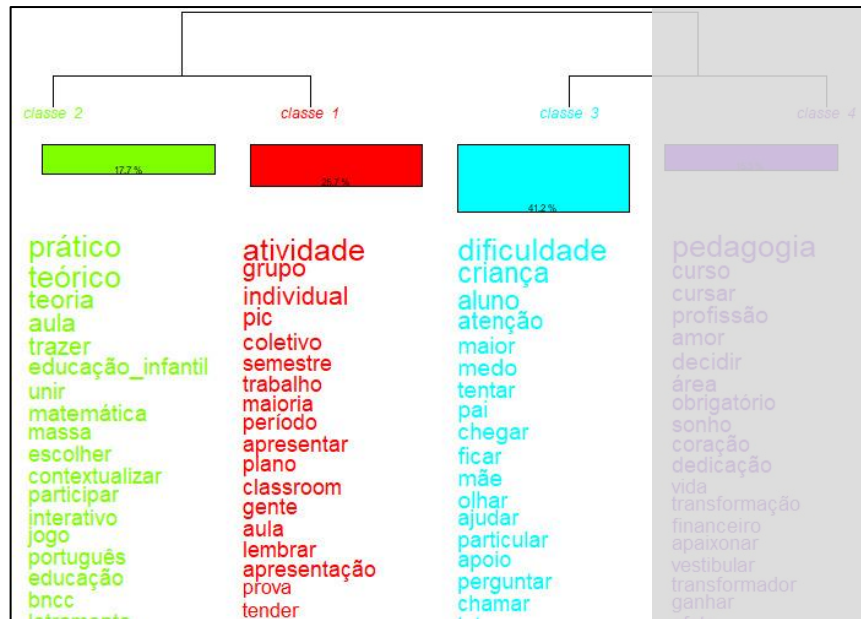 classe 2
classe 1
classe 3
classe 4
17.7 %
25.7 %
41.2 %
prático
teórico
teoria
aula
trazer
educação_infantil
unir
matemática
massa
escolher
contextualizar
participar
interativo
jogo
português
educação
bncc
atividade
grupo
individual
pic
coletivo
semestre
trabalho
maioria
período
apresentar
plano
classroom
gente
aula
lembrar
apresentação
prova
tender
dificuldade
criança
aluno
atenção
maior
medo
tentar
pai
chegar
ficar
mãe
olhar
ajudar
particular
apoio
perguntar
chamar
pedagogia
curso
cursar
profissão
amor
decidir
área
obrigatório
sonho
coração
dedicação
vida
transformação
financeiro
apaixonar
vestibular
transformador
ganhar